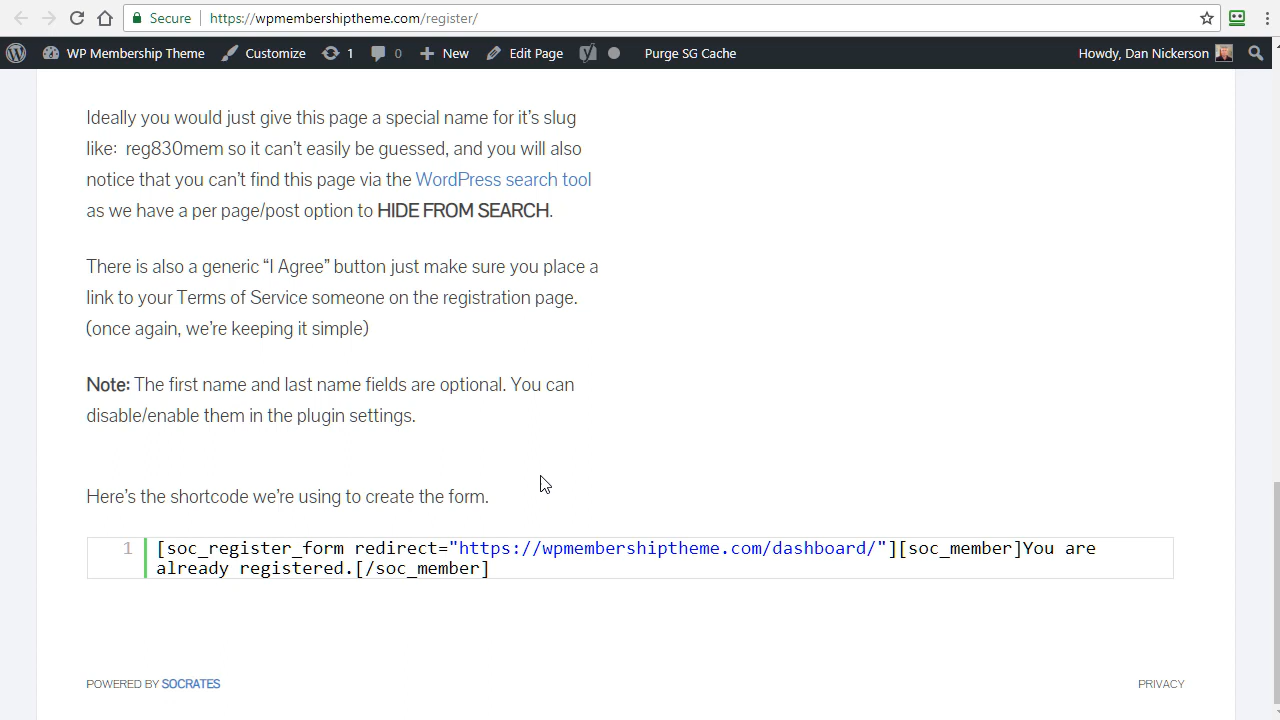 Secure https://wpmembershiptheme.com/register/
WP Membership Theme Customize 1 0 New Edit Page Purge SG Cache Howdy, Dan Nickerson
Ideally you would just give this page a special name for it's slug
like: reg830mem so it can't easily be guessed, and you will also
notice that you can't find this page via the WordPress search tool
as we have a per page/post option to HIDE FROM SEARCH.
There is also a generic “I Agree” button just make sure you place a
link to your Terms of Service someone on the registration page.
(once again, we're keeping it simple)
Note: The first name and last name fields are optional. You can
disable/enable them in the plugin settings.
Here's the shortcode we're using to create the form.
1 [soc_register_form redirect="https://wpmembershiptheme.com/dashboard/"][soc_member]You are
already registered.[/soc_member]
POWERED BY SOCRATES PRIVACY